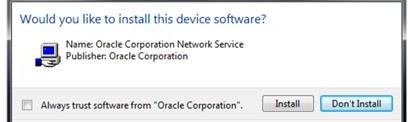 Would you like to install this device software?
Name: Oracle Corporation Network Service
Publisher: Oracle Corporation
Always trust software from "Oracle Corporation". Install Don't Install